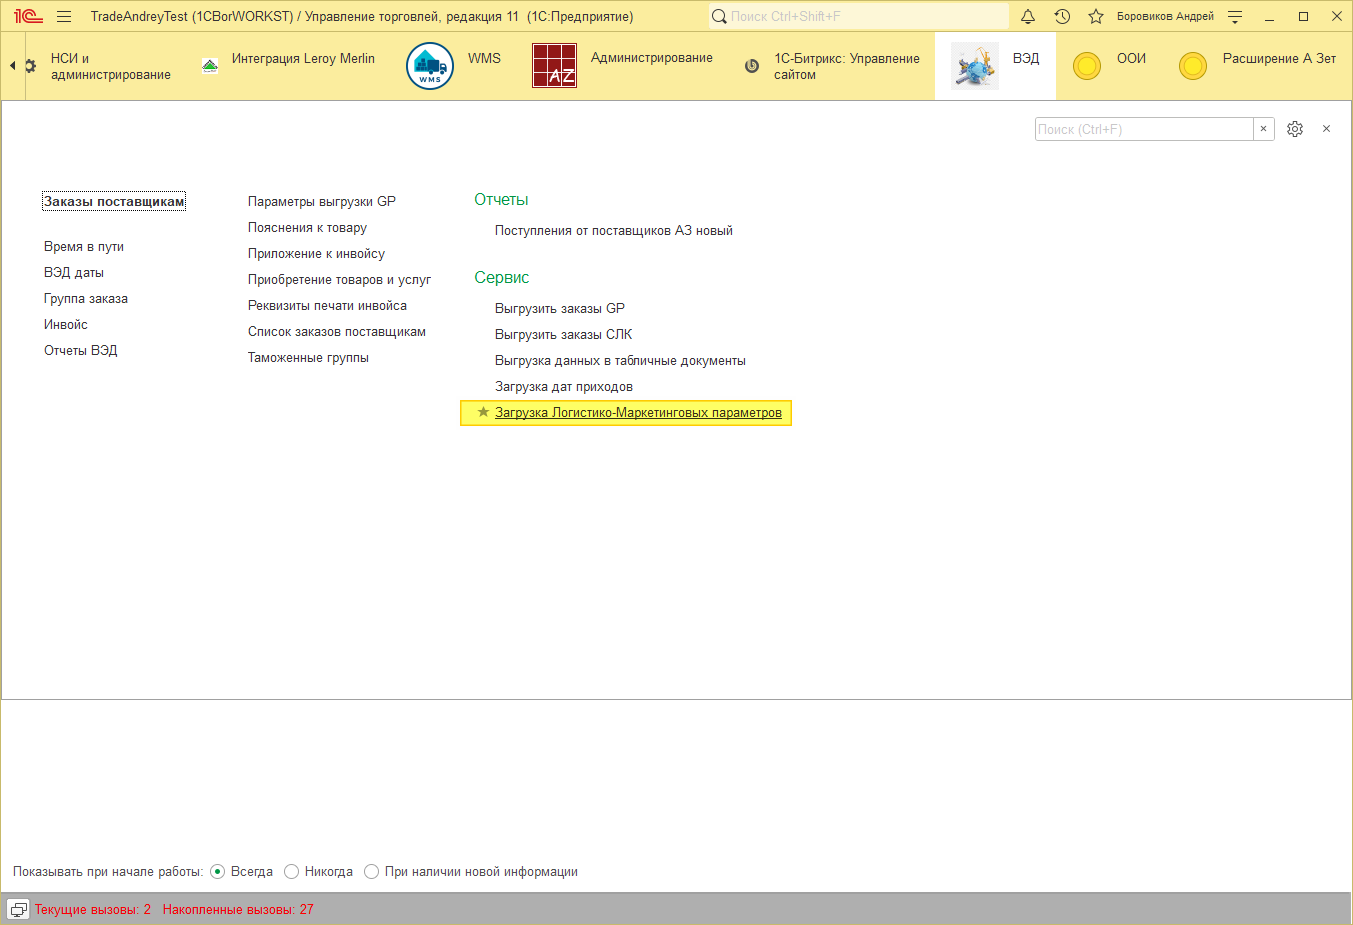 1С TradeAndreyTest (1CBorWORKST) / Управление торговлей, редакция 11 (1С:Предприятие) Поиск Ctrl+Shift+F Боровиков Андрей
НСИ и
администрирование
Интеграция Leroy Merlin
WMS
WMS
AZ
Администрирование
1С-Битрикс: Управление
сайтом
ВЭД
ООИ
Расширение А Зет
Поиск (Ctrl+F)
Заказы поставщикам
Время в пути
ВЭД даты
Группа заказа
Инвойс
Отчеты ВЭД
Параметры выгрузки GP
Пояснения к товару
Приложение к инвойсу
Приобретение товаров и услуг
Реквизиты печати инвойса
Список заказов поставщикам
Таможенные группы
Отчеты
Поступления от поставщиков АЗ новый
Сервис
Выгрузить заказы GP
Выгрузить заказы СЛК
Выгрузка данных в табличные документы
Загрузка дат приходов
Загрузка Логистико-Маркетинговых параметров
Показывать при начале работы: Всегда Никогда При наличии новой информации
Текущие вызовы: 2 Накопленные вызовы: 27